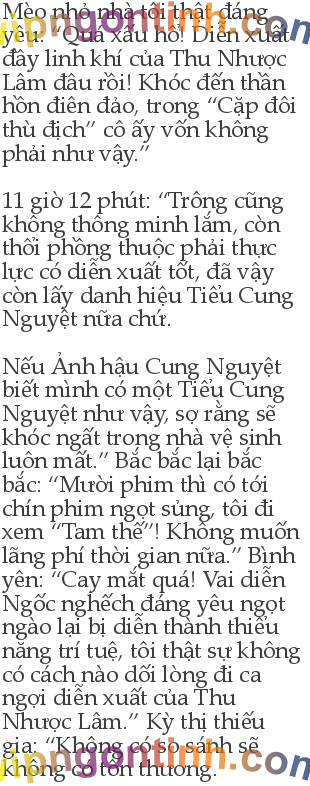 Mèo nhỏ nhà tôi thật đáng
yêu: “Quá xấu hổ! Diễn xuất
đầy linh khí của Thu Nhược
Lâm đâu rồi! Khóc đến thần
hồn điên đảo, trong “Cặp đôi
thù địch” cô ấy vốn không
phải như vậy.”
11 giờ 12 phút: “Trông cũng
không thông minh lắm, còn
thổi phồng thuộc phải thực
lực có diễn xuất tốt, đã vậy
còn lấy danh hiệu Tiểu Cung
Nguyệt nữa chứ.
Nếu Ảnh hậu Cung Nguyệt
biết mình có một Tiểu Cung
Nguyệt như vậy, sợ rằng sẽ
khóc ngất trong nhà vệ sinh
luôn mất.” Bắc bắc lại bắc
bắc: “Mười phim thì có tới
chín phim ngọt sủng, tôi đi
xem “Tam thế”! Không muốn
lãng phí thời gian nữa.” Bình
yên: “Cay mắt quá! Vai diễn
Ngốc nghếch đáng yêu ngọt
ngào lại bị diễn thành thiểu
năng trí tuệ, tôi thật sự không
có cách nào dối lòng đi ca
ngợi diễn xuất của Thu
Nhược Lâm.” Kỳ thị thiếu
gia: “Không có so sánh sẽ
không có tổn thương.